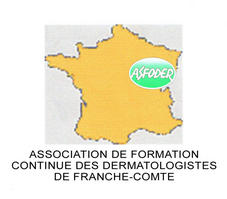 ASFODER
ASSOCIATION DE FORMATION
CONTINUE DES DERMATOLOGISTES
DE FRANCHE-COMTE